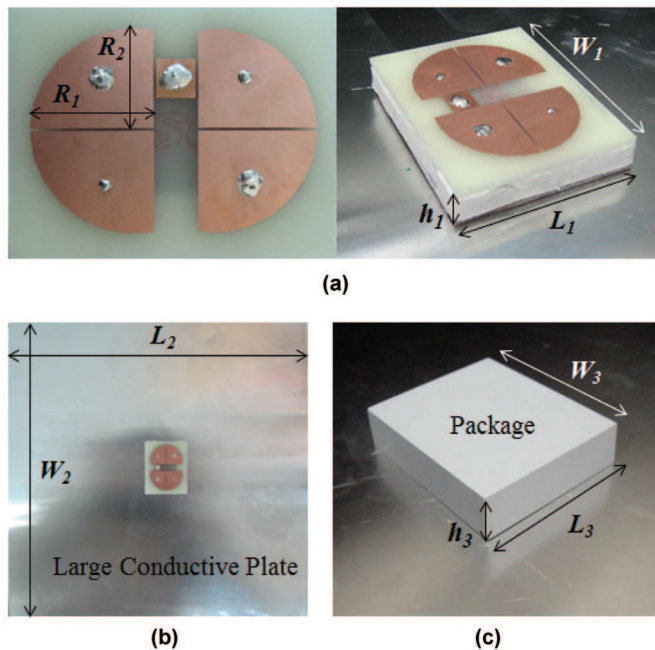 R2
R1
W1
h1
L1
(a)
L2
W2
Large Conductive Plate
(b)
W3
Package
h3
L3
(c)